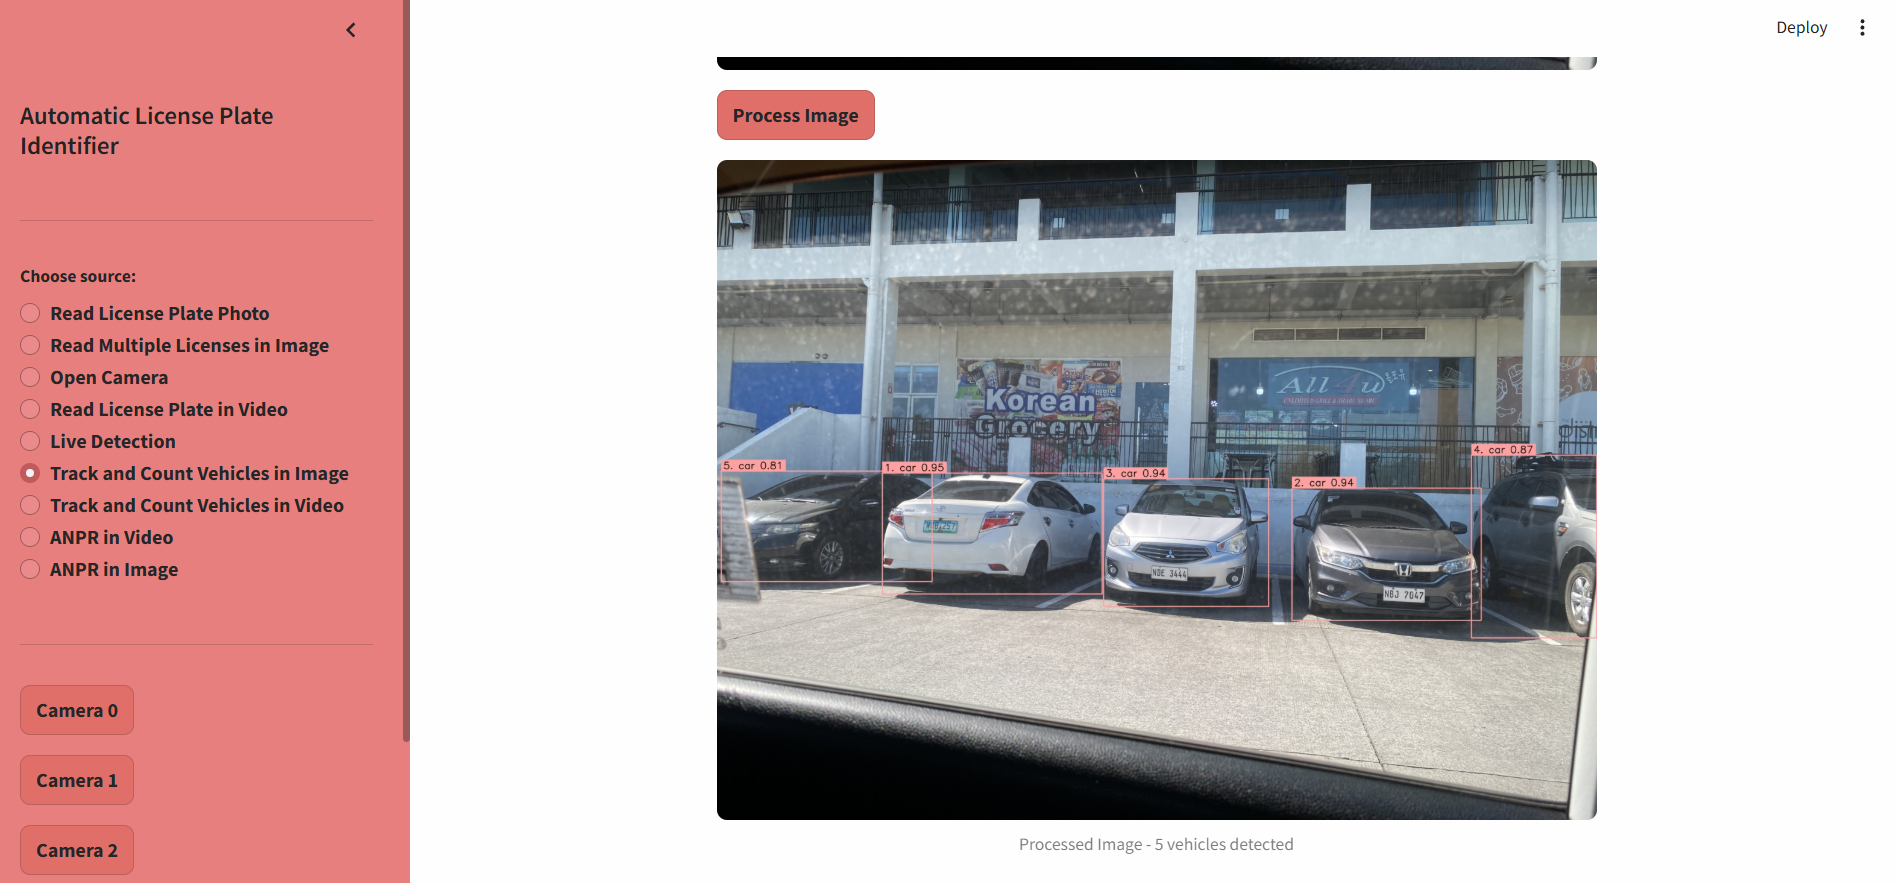 Deploy
Automatic License Plate
Identifier
Choose source:
Read License Plate Photo
Read Multiple Licenses in Image
Open Camera
Read License Plate in Video
Live Detection
Track and Count Vehicles in Image
Track and Count Vehicles in Video
ANPR in Video
ANPR in Image
Camera 0
Camera 1
Camera 2
Process Image
Korean
Grocery
All 4u
5. car 0.81
1. car 0.95
3. car 0.94
2. car 0.94
4. car 0.87
NDE 3444
NBJ 7047
Processed Image - 5 vehicles detected